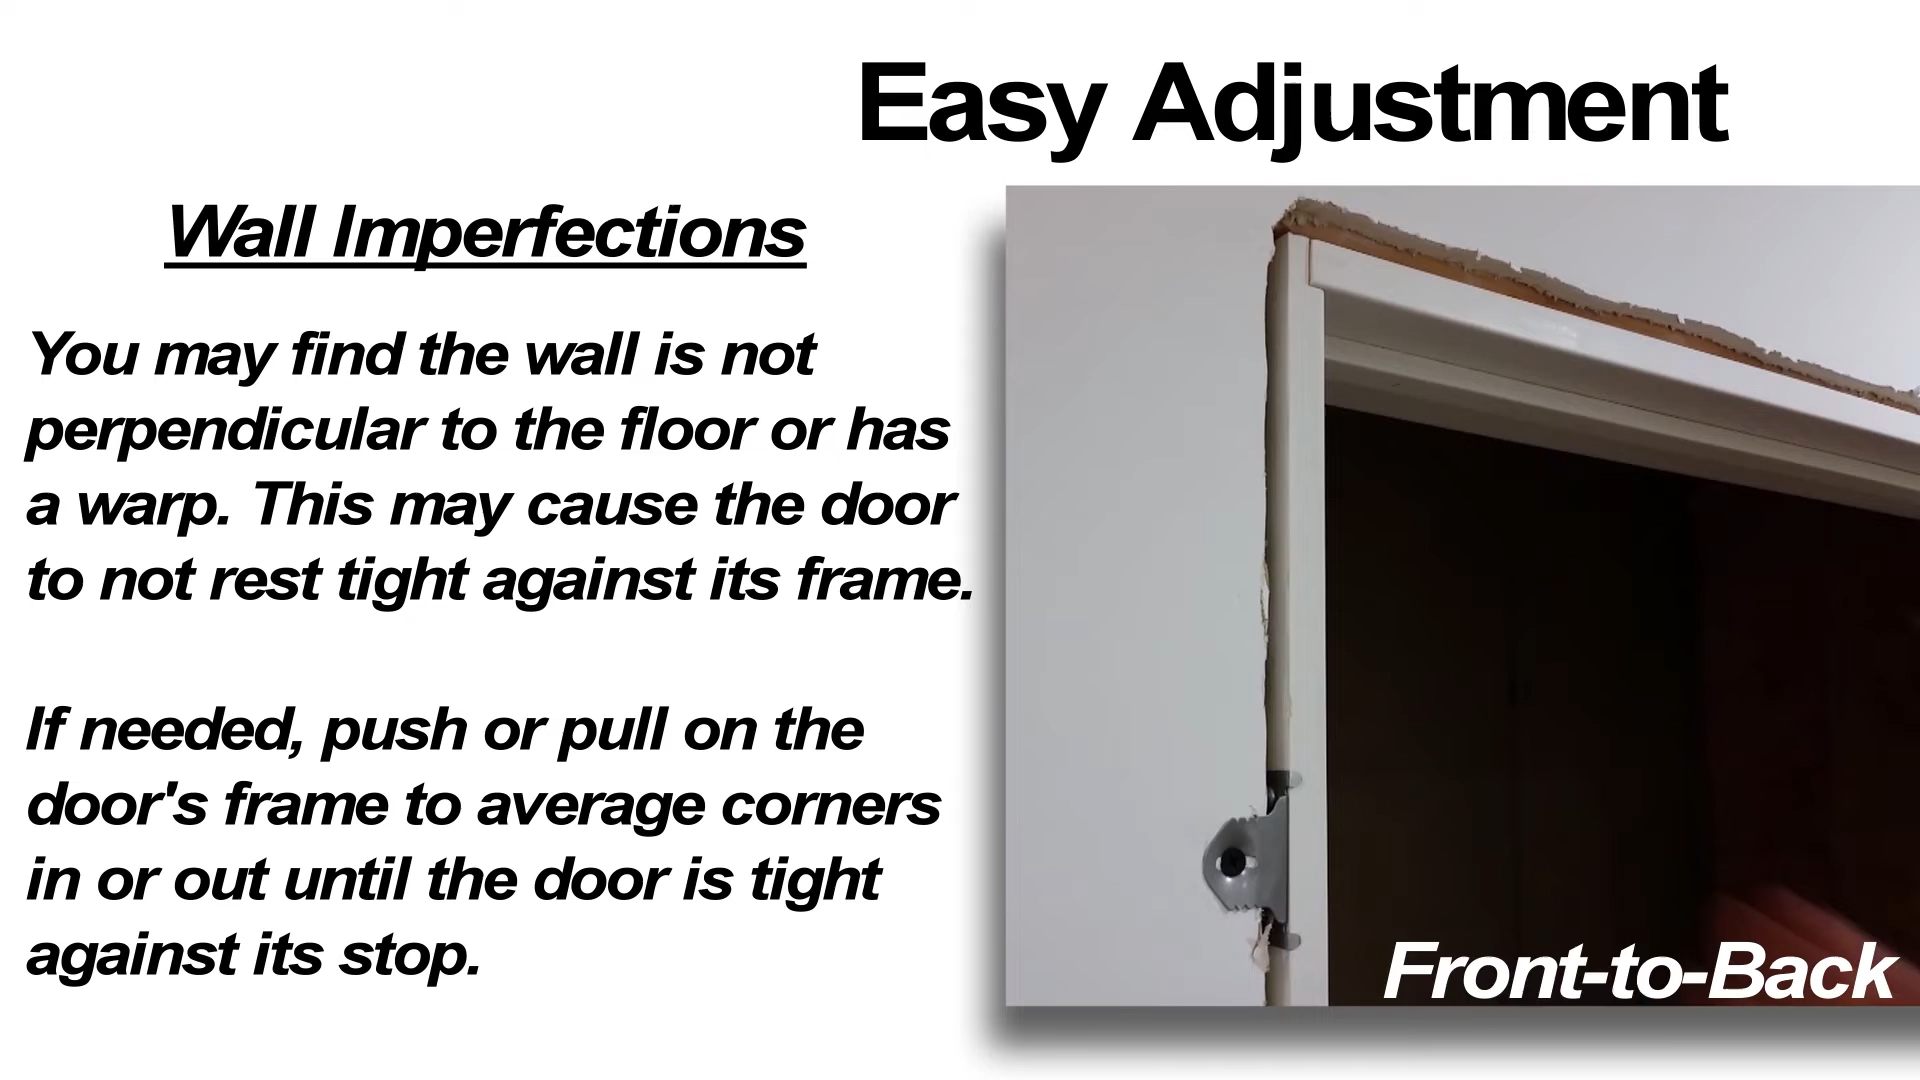 Easy Adjustment
Wall Imperfections
You may find the wall is not
perpendicular to the floor or has
a warp. This may cause the door
to not rest tight against its frame.
If needed, push or pull on the
door's frame to average corners
in or out until the door is tight
against its stop.
Front-to-Back